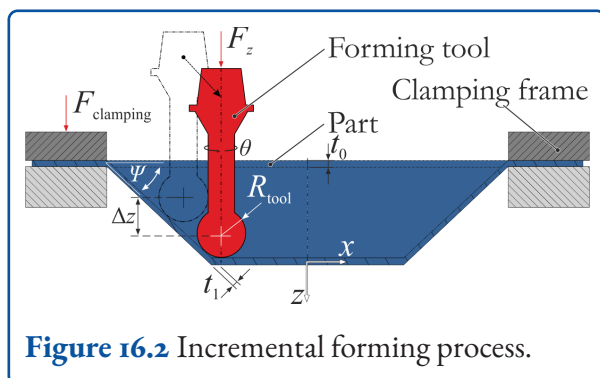 F_z
Forming tool
Clamping frame
F_clamping
Part
t_0
θ
Ψ
R_tool
Δz
x
t_1
z
Figure 16.2 Incremental forming process.